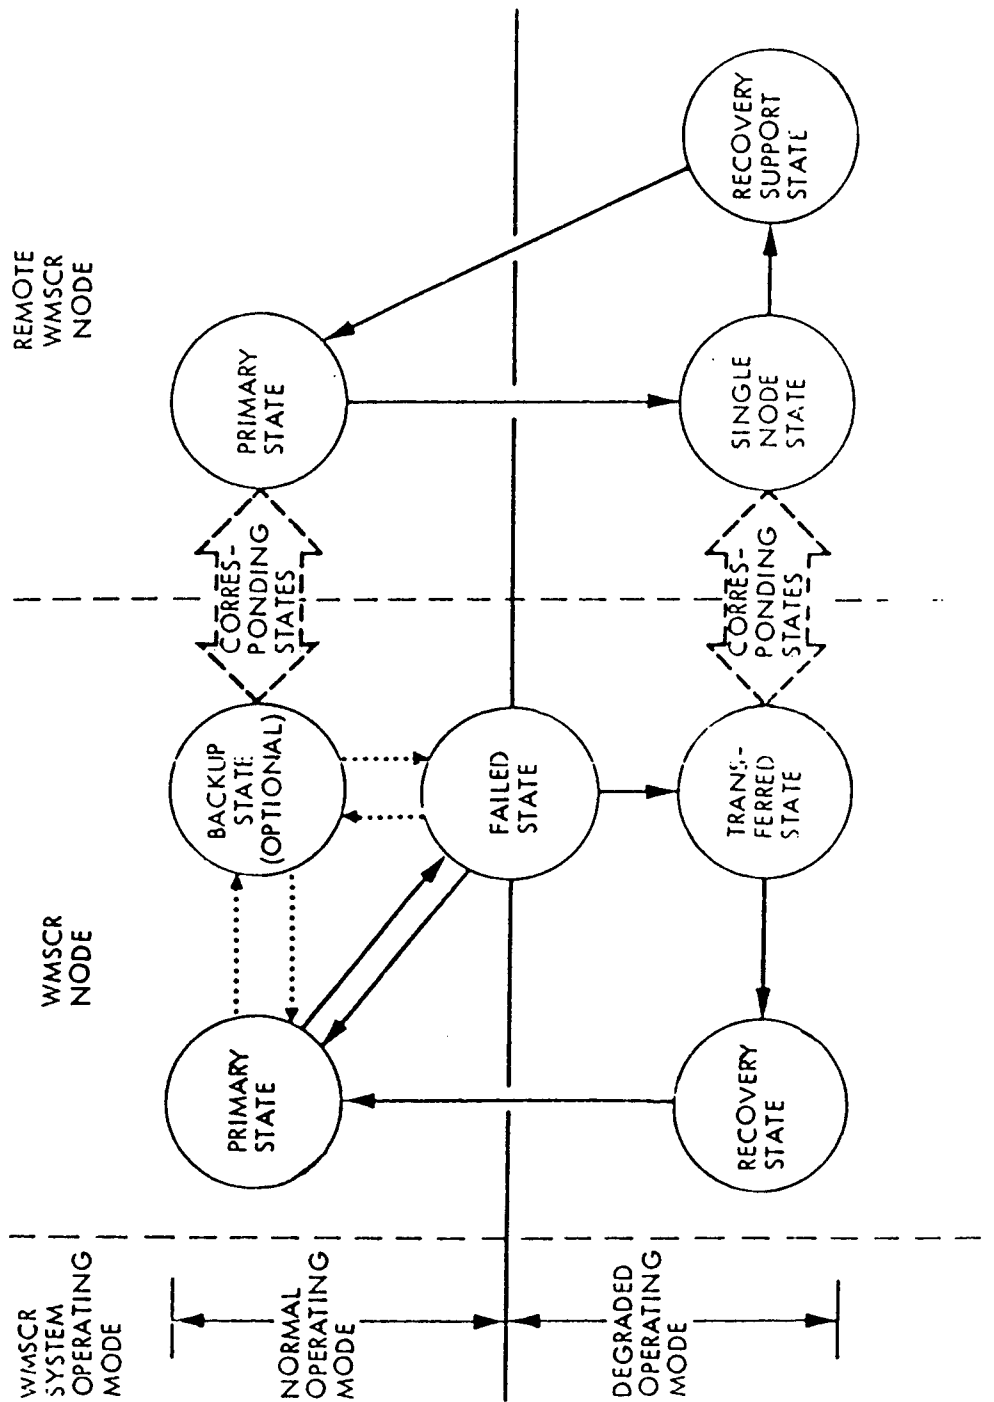 WMSCR
SYSTEM
OPERATING
MODE
WMSCR
NODE
REMOTE
WMSCR
NODE
NORMAL
OPERATING
MODE
PRIMARY
STATE
BACKUP
STATE
(OPTIONAL)
CORRES-
PONDING
STATES
PRIMARY
STATE
FAILED
STATE
DEGRADED
OPERATING
MODE
RECOVERY
STATE
TRANS-
FERRED
STATE
CORRES-
PONDING
STATES
SINGLE
NODE
STATE
RECOVERY
SUPPORT
STATE